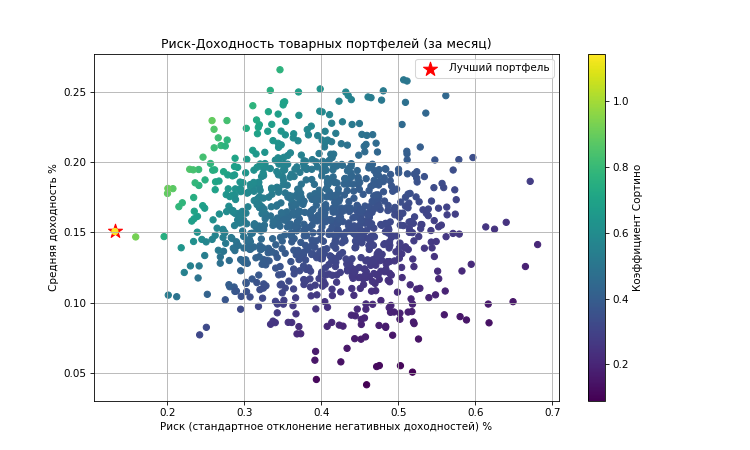 Риск-Доходность товарных портфелей (за месяц)
Лучший портфель
Средняя доходность %
0.25
0.20
0.15
0.10
0.05
0.2 0.3 0.4 0.5 0.6 0.7
Риск (стандартное отклонение негативных доходностей) %
1.0
0.8
0.6
0.4
0.2
Коэффициент Сортино